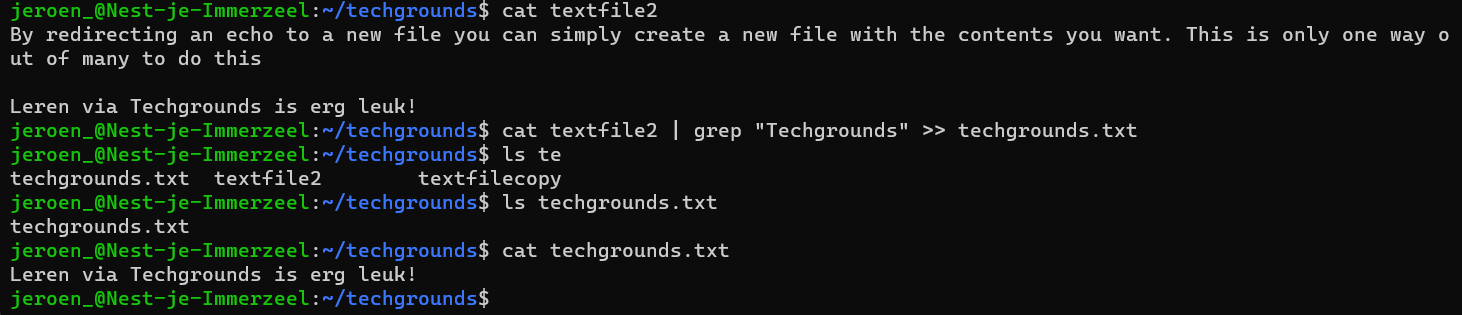 jeroen_@Nest-je-Immerzeel:~/techgrounds$ cat textfile2
By redirecting an echo to a new file you can simply create a new file with the contents you want. This is only one way o
ut of many to do this

Leren via Techgrounds is erg leuk!
jeroen_@Nest-je-Immerzeel:~/techgrounds$ cat textfile2 | grep "Techgrounds" >> techgrounds.txt
jeroen_@Nest-je-Immerzeel:~/techgrounds$ ls te
techgrounds.txt  textfile2        textfilecopy
jeroen_@Nest-je-Immerzeel:~/techgrounds$ ls techgrounds.txt
techgrounds.txt
jeroen_@Nest-je-Immerzeel:~/techgrounds$ cat techgrounds.txt
Leren via Techgrounds is erg leuk!
jeroen_@Nest-je-Immerzeel:~/techgrounds$